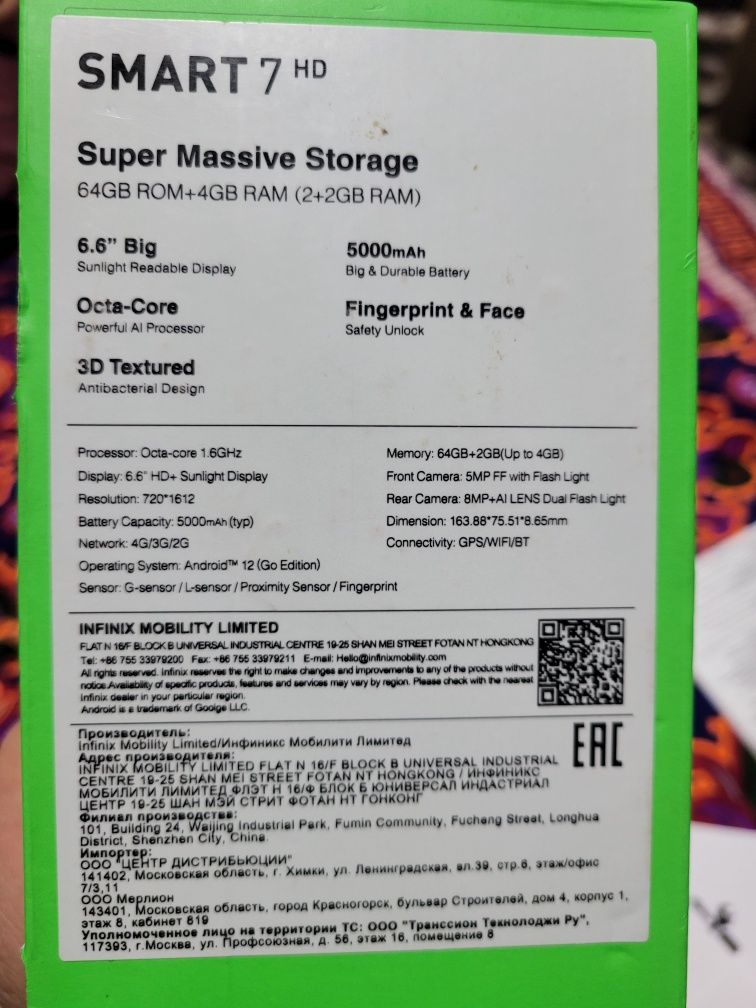 SMART 7 HD
Super Massive Storage
64GB ROM+4GB RAM (2+2GB RAM)
6.6” Big
Sunlight Readable Display
5000mAh
Big & Durable Battery
Octa-Core
Powerful AI Processor
Fingerprint & Face
Safety Unlock
3D Textured
Antibacterial Design
Processor: Octa-core 1.6GHz
Display: 6.6" HD+ Sunlight Display
Resolution: 720*1612
Battery Capacity: 5000mAh (typ)
Network: 4G/3G/2G
Operating System: Android™ 12 (Go Edition)
Sensor: G-sensor / L-sensor / Proximity Sensor / Fingerprint
Memory: 64GB+2GB(Up to 4GB)
Front Camera: 5MP FF with Flash Light
Rear Camera: 8MP+AI LENS Dual Flash Light
Dimension: 163.88*75.51*8.65mm
Connectivity: GPS/WIFI/BT
INFINIX MOBILITY LIMITED
FLAT N 16/F BLOCK B UNIVERSAL INDUSTRIAL CENTRE 19-25 SHAN MEI STREET FOTAN NT HONGKONG
Tel: +86 755 33979200 Fax: +86 755 33979211 E-mail: Hello@infinixmobility.com
All rights reserved. Infinix reserves the right to make changes and improvements to any of the products without
notice.Availability of specific products, features and services may vary by region. Please check with the nearest
Infinix dealer in your particular region.
Android is a trademark of Goolge LLC.
EAC
Производитель:
Infinix Mobility Limited/Инфиникс Мобилити Лимитед
Адрес производителя:
INFINIX MOBILITY LIMITED FLAT N 16/F BLOCK B UNIVERSAL INDUSTRIAL
CENTRE 19-25 SHAN MEI STREET FOTAN NT HONGKONG / ИНФИНИКС
МОБИЛИТИ ЛИМИТЕД ФЛЭТ Н 16/Ф БЛОК Б ЮНИВЕРСАЛ ИНДАСТРИАЛ
ЦЕНТР 19-25 ШАН МЭЙ СТРИТ ФОТАН НТ ГОНКОНГ
Филиал производства:
101, Building 24, Waijing Industrial Park, Fumin Community, Fucheng Street, Longhua
District, Shenzhen City, China.
Импортер:
ООО "ЦЕНТР ДИСТРИБЬЮЦИИ"
141402, Московская область, г. Химки, ул. Ленинградская, вл.39, стр.6, этаж/офис
7/3,11
ООО Мерлион
143401, Московская область, город Красногорск, бульвар Строителей, дом 4, корпус 1,
этаж 8, кабинет 819
Уполномоченное лицо на территории ТС: ООО "Транссион Текнолоджи Ру",
117393, г.Москва, ул. Профсоюзная, д. 56, этаж 16, помещение 8